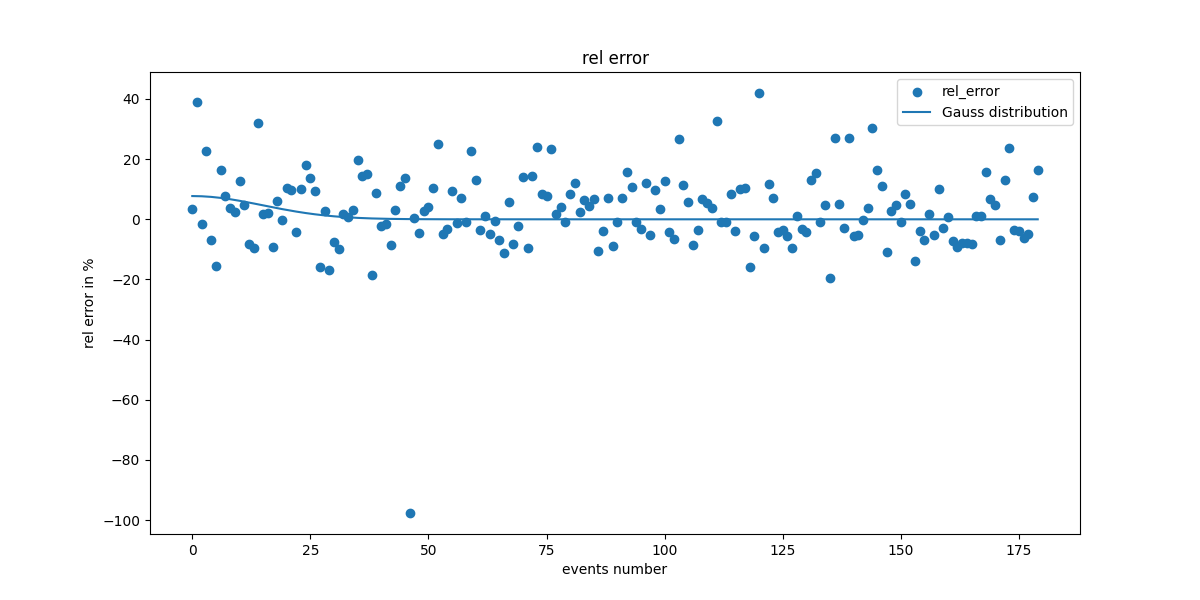 rel error
rel_error
Gauss distribution
rel error in %
40
20
0
−20
−40
−60
−80
−100
0 25 50 75 100 125 150 175
events number